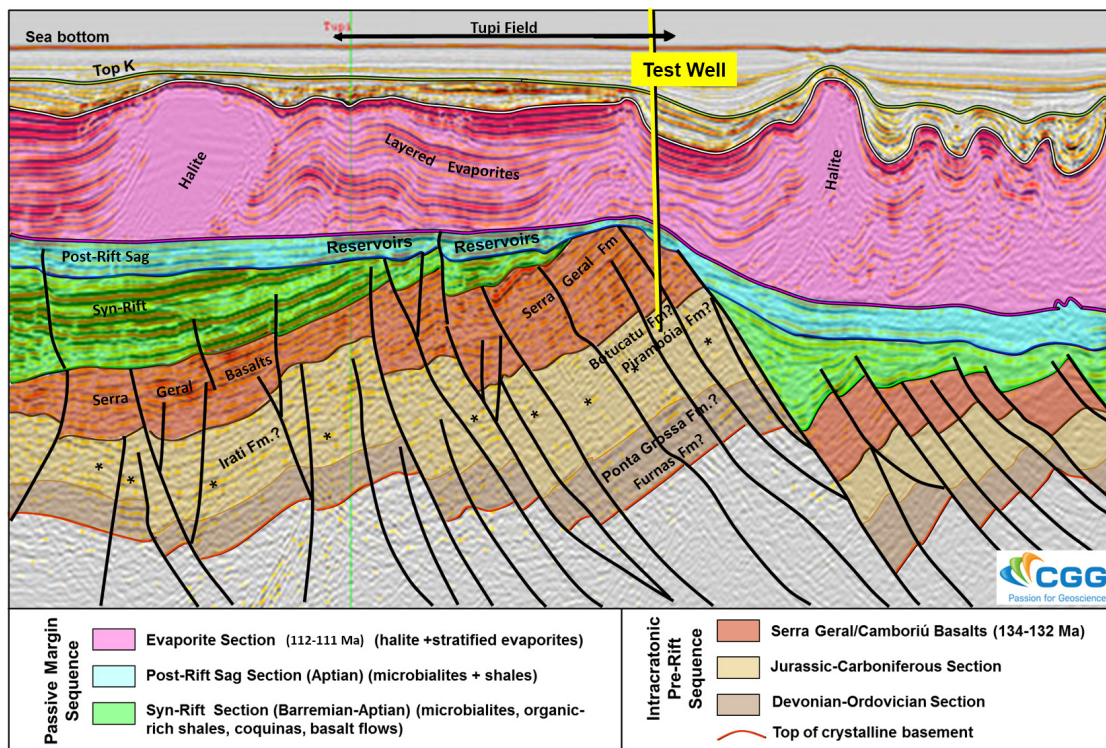 Tupi
Tupi Field
Sea bottom
Top K
Test Well
Halite
Layered Evaporites
Halite
Reservoirs
Reservoirs
Post-Rift Sag
Syn-Rift
Serra Geral Fm
Serra Geral Basalts
Botucatu Fm?
Pirambóia Fm?
Irati Fm.?
Ponta Grossa Fm.?
Furnas Fm?
CGG
Passion for Geoscience
Passive Margin
Sequence
Evaporite Section (112-111 Ma) (halite +stratified evaporites)
Post-Rift Sag Section (Aptian) (microbialites + shales)
Syn-Rift Section (Barremian-Aptian) (microbialites, organic-
rich shales, coquinas, basalt flows)
Intracratonic
Pre-Rift
Sequence
Serra Geral/Camboriú Basalts (134-132 Ma)
Jurassic-Carboniferous Section
Devonian-Ordovician Section
Top of crystalline basement